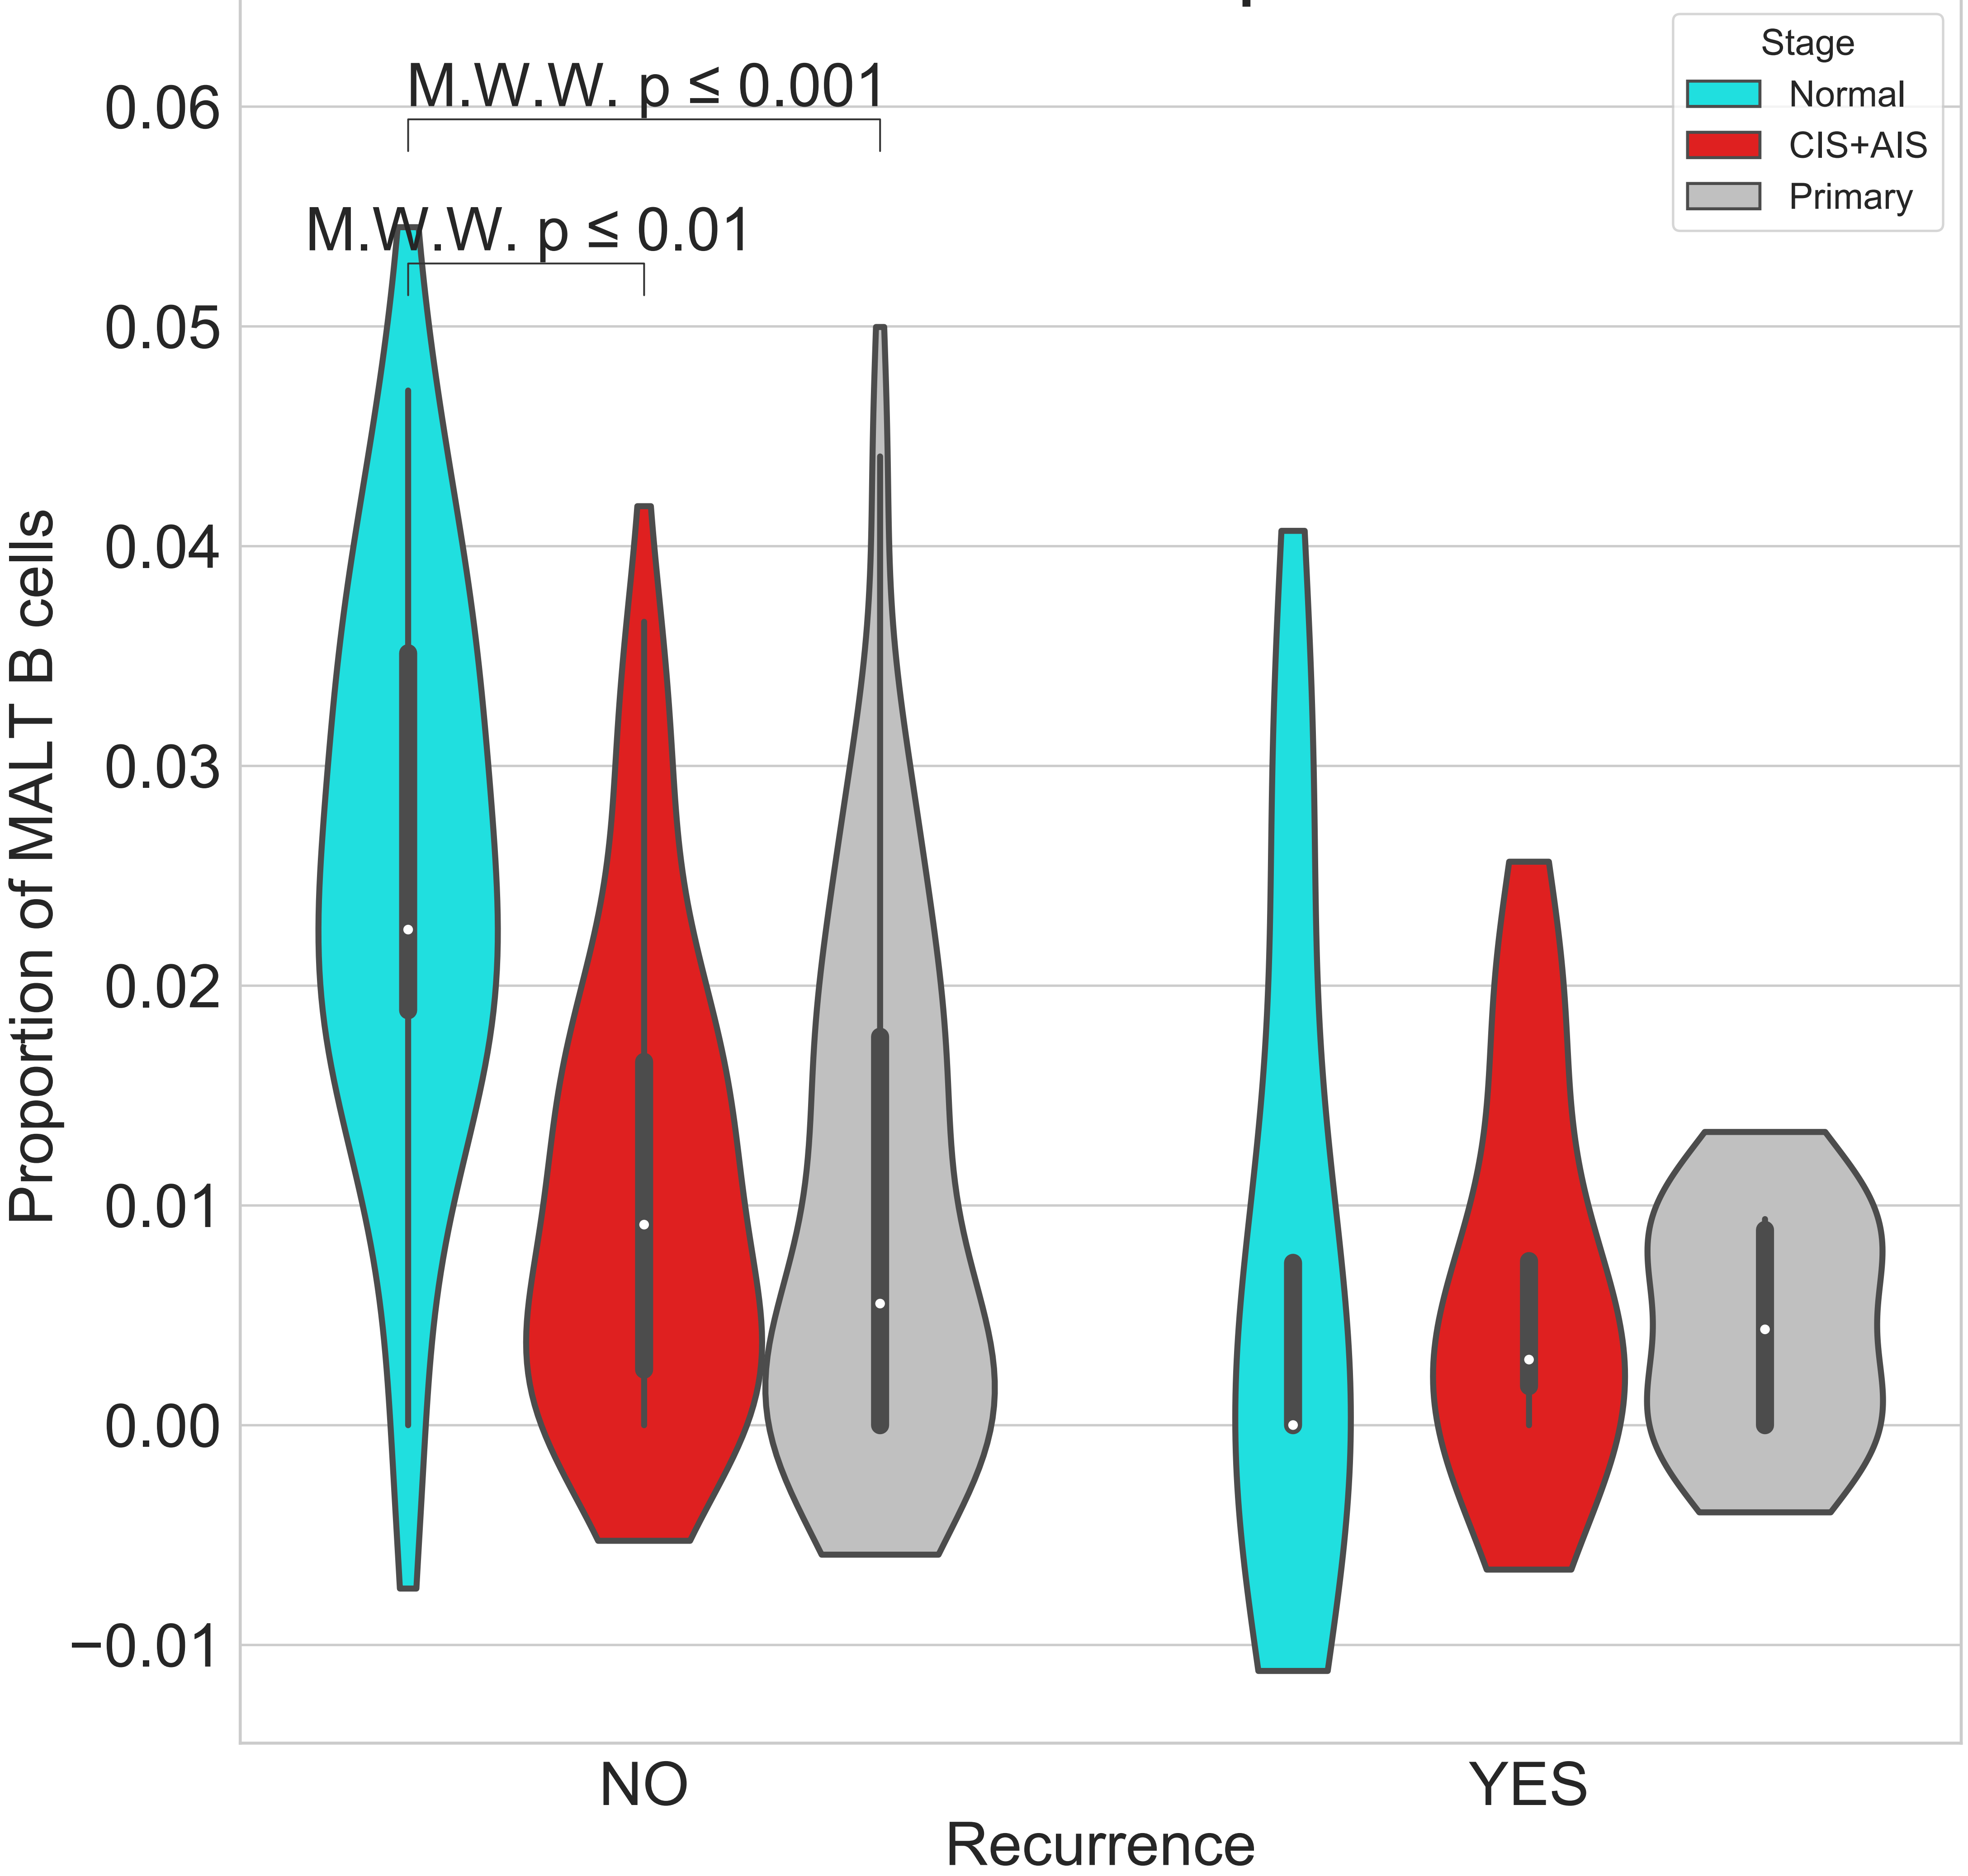 M.W.W. p ≤ 0.001
M.W.W. p ≤ 0.01
Stage
Normal
CIS+AIS
Primary
0.06
0.05
0.04
0.03
0.02
0.01
0.00
−0.01
Proportion of MALT B cells
NO
YES
Recurrence